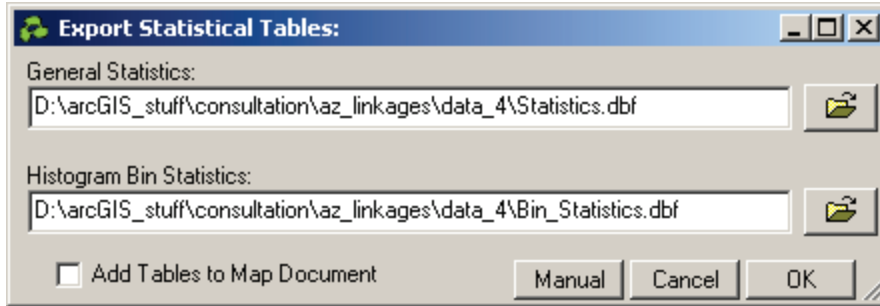 Export Statistical Tables:
General Statistics:
D:\arcGIS_stuff\consultation\az_linkages\data_4\Statistics.dbf
Histogram Bin Statistics:
D:\arcGIS_stuff\consultation\az_linkages\data_4\Bin_Statistics.dbf
Add Tables to Map Document Manual Cancel OK